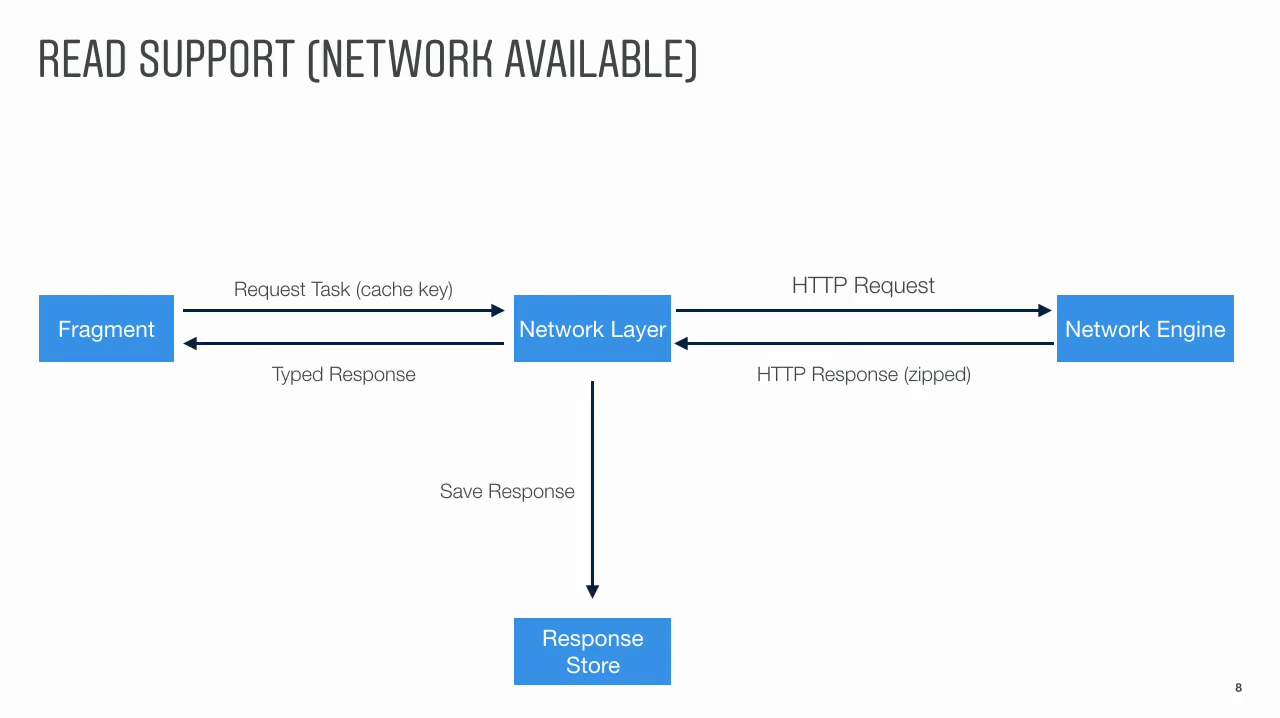 READ SUPPORT (NETWORK AVAILABLE)
Request Task (cache key)
HTTP Request
Fragment
Network Layer
Network Engine
Typed Response
HTTP Response (zipped)
Save Response
Response
Store
8